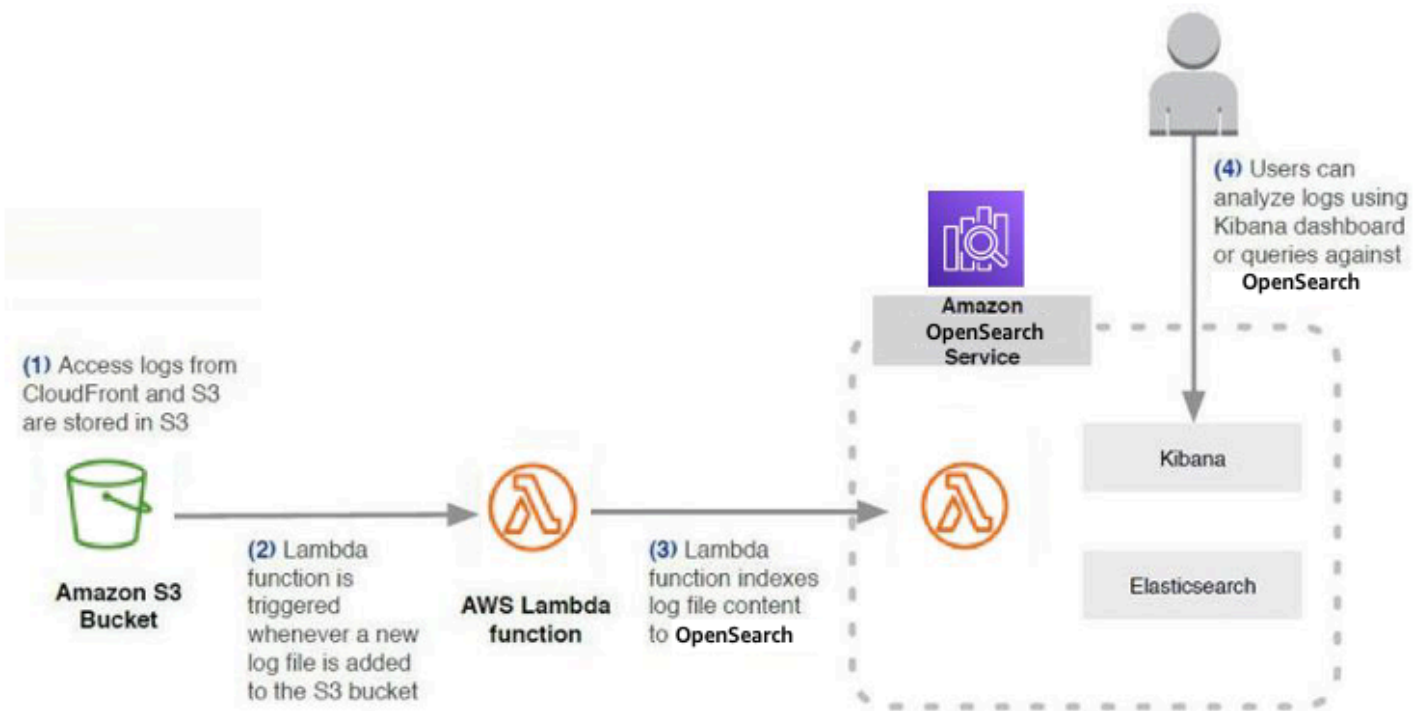 (1) Access logs from
CloudFront and S3
are stored in S3
Amazon S3
Bucket
(2) Lambda
function is
triggered
whenever a new
log file is added
to the S3 bucket
AWS Lambda
function
(3) Lambda
function indexes
log file content
to OpenSearch
Amazon
OpenSearch
Service
(4) Users can
analyze logs using
Kibana dashboard
or queries against
OpenSearch
Kibana
Elasticsearch